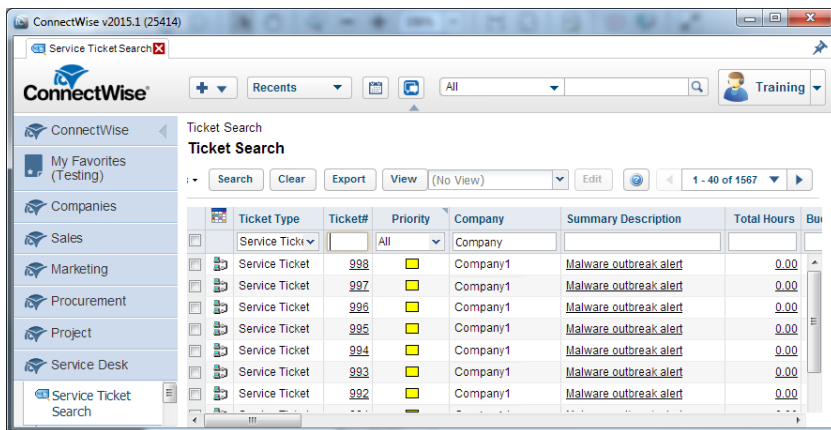 ConnectWise v2015.1 (25414)
Service Ticket Search
ConnectWise
Recents
All
Training
ConnectWise
My Favorites
(Testing)
Companies
Sales
Marketing
Procurement
Project
Service Desk
Service Ticket
Search
Ticket Search
Ticket Search
Search Clear Export View (No View) Edit 1 - 40 of 1567
Ticket Type Ticket# Priority Company Summary Description Total Hours Bu
Service Ticke All Company
Service Ticket 998 Company1 Malware outbreak alert 0.00
Service Ticket 997 Company1 Malware outbreak alert 0.00
Service Ticket 996 Company1 Malware outbreak alert 0.00
Service Ticket 995 Company1 Malware outbreak alert 0.00
Service Ticket 994 Company1 Malware outbreak alert 0.00
Service Ticket 993 Company1 Malware outbreak alert 0.00
Service Ticket 992 Company1 Malware outbreak alert 0.00